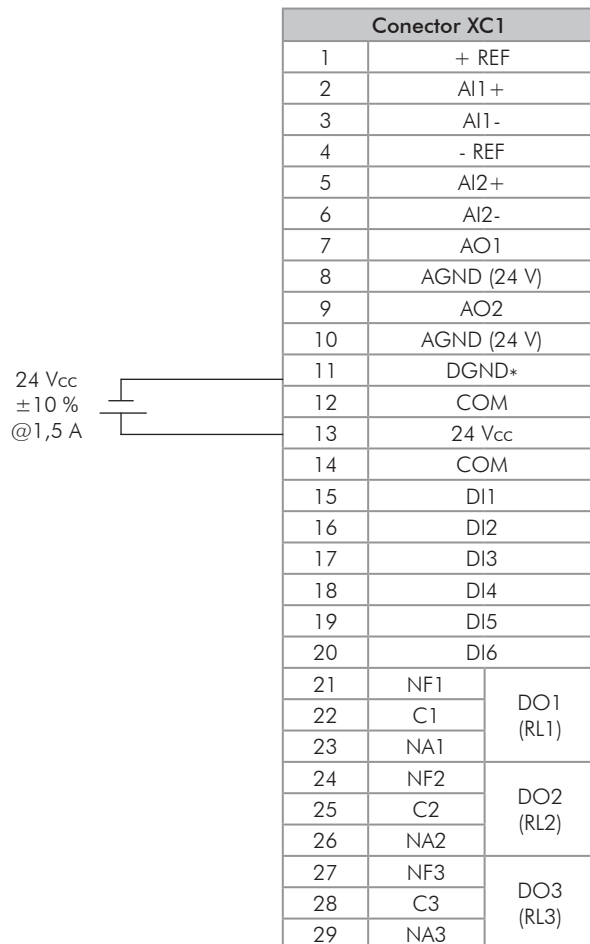 Conector XC1
1 + REF
2 AI1+
3 AI1-
4 - REF
5 AI2+
6 AI2-
7 AO1
8 AGND (24 V)
9 AO2
10 AGND (24 V)
11 DGND*
12 COM
13 24 Vcc
14 COM
15 DI1
16 DI2
17 DI3
18 DI4
19 DI5
20 DI6
21 NF1
22 C1
23 NA1
DO1
(RL1)
24 NF2
25 C2
26 NA2
DO2
(RL2)
27 NF3
28 C3
29 NA3
DO3
(RL3)
24 Vcc
±10 %
@1,5 A